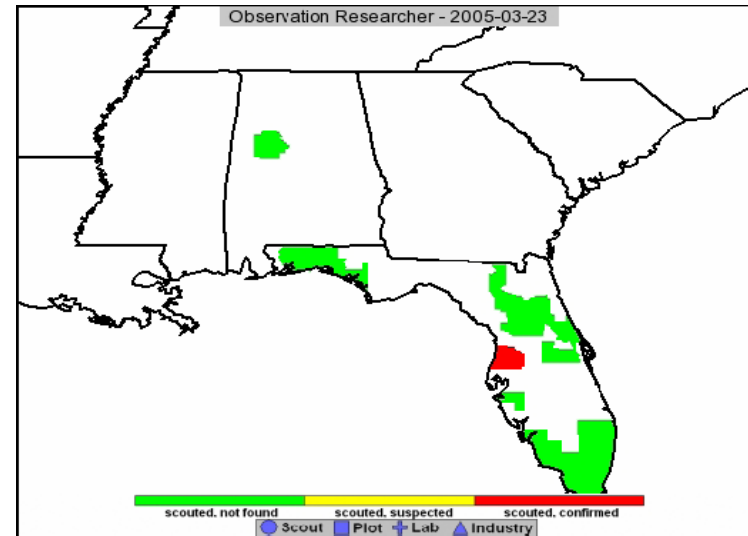 Observation Researcher - 2005-03-23
scouted, not found scouted, suspected scouted, confirmed
Scout Plot Lab Industry